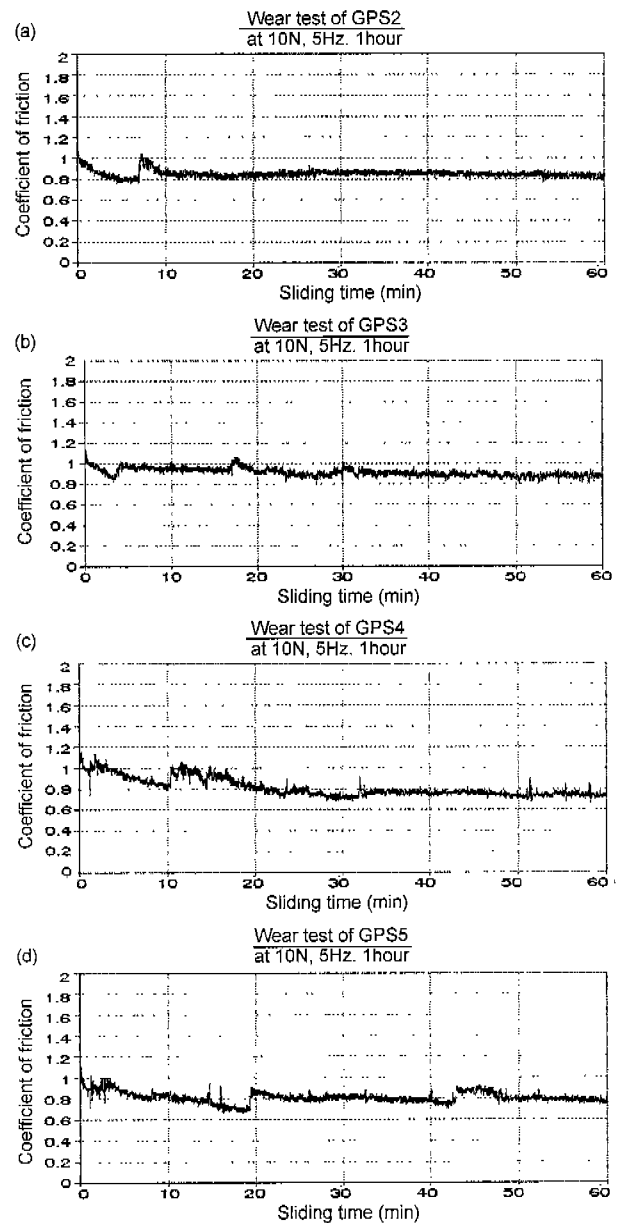 (a)
Wear test of GPS2
at 10N, 5Hz. 1hour
Coefficient of friction
2
1.8
1.6
1.4
1.2
1
0.8
0.6
0.4
0.2
0
0 10 20 30 40 50 60
Sliding time (min)
(b)
Wear test of GPS3
at 10N, 5Hz. 1hour
Coefficient of friction
2
1.8
1.6
1.4
1.2
1
0.8
0.6
0.4
0.2
0
0 10 20 30 40 50 60
Sliding time (min)
(c)
Wear test of GPS4
at 10N, 5Hz. 1hour
Coefficient of friction
2
1.8
1.6
1.4
1.2
1
0.8
0.6
0.4
0.2
0
0 10 20 30 40 50 60
Sliding time (min)
(d)
Wear test of GPS5
at 10N, 5Hz. 1hour
Coefficient of friction
2
1.8
1.6
1.4
1.2
1
0.8
0.6
0.4
0.2
0
0 10 20 30 40 50 60
Sliding time (min)